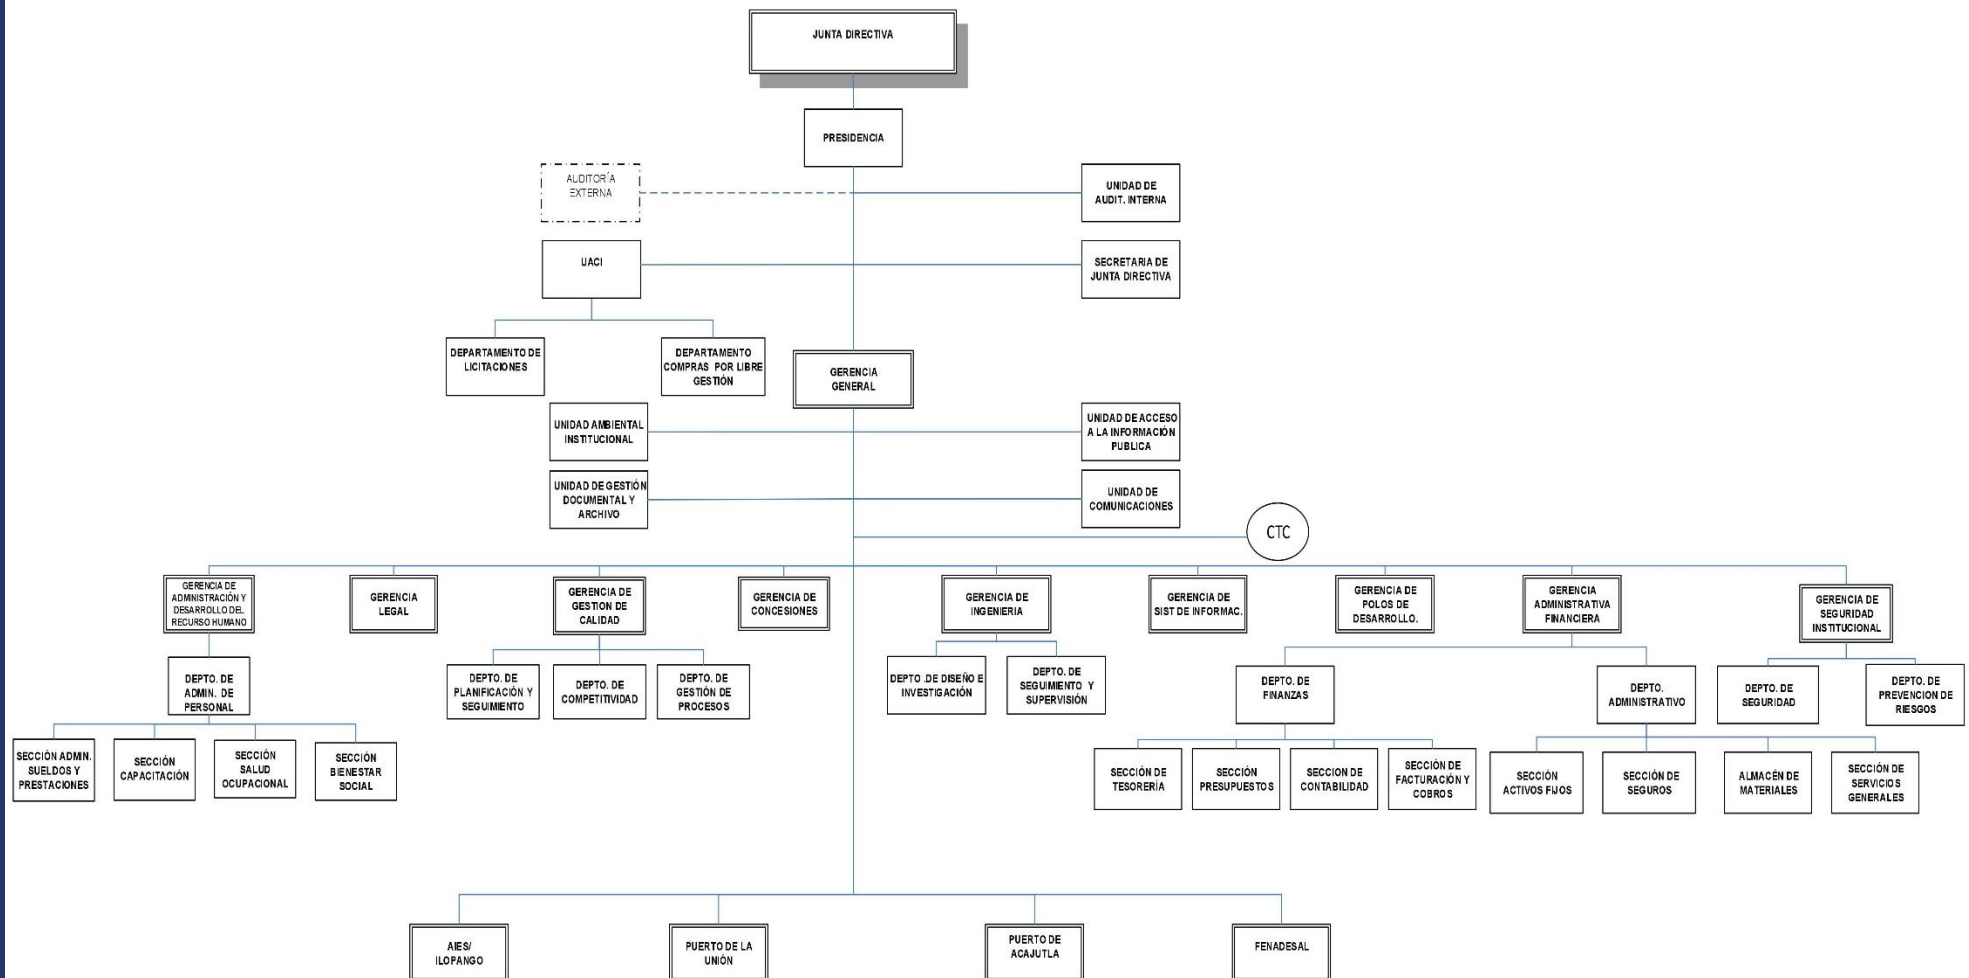 JUNTA DIRECTIVA
PRESIDENCIA
AUDITORÍA
EXTERNA
UNIDAD DE
AUDIT. INTERNA
UACI
SECRETARIA DE
JUNTA DIRECTIVA
DEPARTAMENTO DE
LICITACIONES
DEPARTAMENTO
COMPRAS POR LIBRE
GESTIÓN
GERENCIA
GENERAL
UNIDAD AMBIENTAL
INSTITUCIONAL
UNIDAD DE ACCESO
A LA INFORMACIÓN
PUBLICA
UNIDAD DE GESTIÓN
DOCUMENTAL Y
ARCHIVO
UNIDAD DE
COMUNICACIONES
CTC
GERENCIA DE
ADMINISTRACIÓN Y
DESARROLLO DEL
RECURSO HUMANO
GERENCIA
LEGAL
GERENCIA DE
GESTION DE
CALIDAD
GERENCIA DE
CONCESIONES
GERENCIA DE
INGENIERIA
GERENCIA DE
SIST DE INFORMAC.
GERENCIA DE
POLOS DE
DESARROLLO.
GERENCIA
ADMINISTRATIVA
FINANCIERA
GERENCIA DE
SEGURIDAD
INSTITUCIONAL
DEPTO. DE
ADMIN. DE
PERSONAL
DEPTO. DE
PLANIFICACIÓN Y
SEGUIMIENTO
DEPTO. DE
COMPETITIVIDAD
DEPTO. DE
GESTIÓN DE
PROCESOS
DEPTO .DE DISEÑO E
INVESTIGACIÓN
DEPTO. DE
SEGUIMIENTO Y
SUPERVISIÓN
DEPTO. DE
FINANZAS
DEPTO.
ADMINISTRATIVO
DEPTO. DE
SEGURIDAD
DEPTO. DE
PREVENCION DE
RIESGOS
SECCIÓN ADMIN.
SUELDOS Y
PRESTACIONES
SECCIÓN
CAPACITACIÓN
SECCIÓN
SALUD
OCUPACIONAL
SECCIÓN
BIENESTAR
SOCIAL
SECCIÓN DE
TESORERÍA
SECCIÓN
PRESUPUESTOS
SECCION DE
CONTABILIDAD
SECCIÓN DE
FACTURACIÓN Y
COBROS
SECCIÓN
ACTIVOS FIJOS
SECCIÓN DE
SEGUROS
ALMACÉN DE
MATERIALES
SECCIÓN DE
SERVICIOS
GENERALES
AIES/
ILOPANGO
PUERTO DE LA
UNIÓN
PUERTO DE
ACAJUTLA
FENADESAL